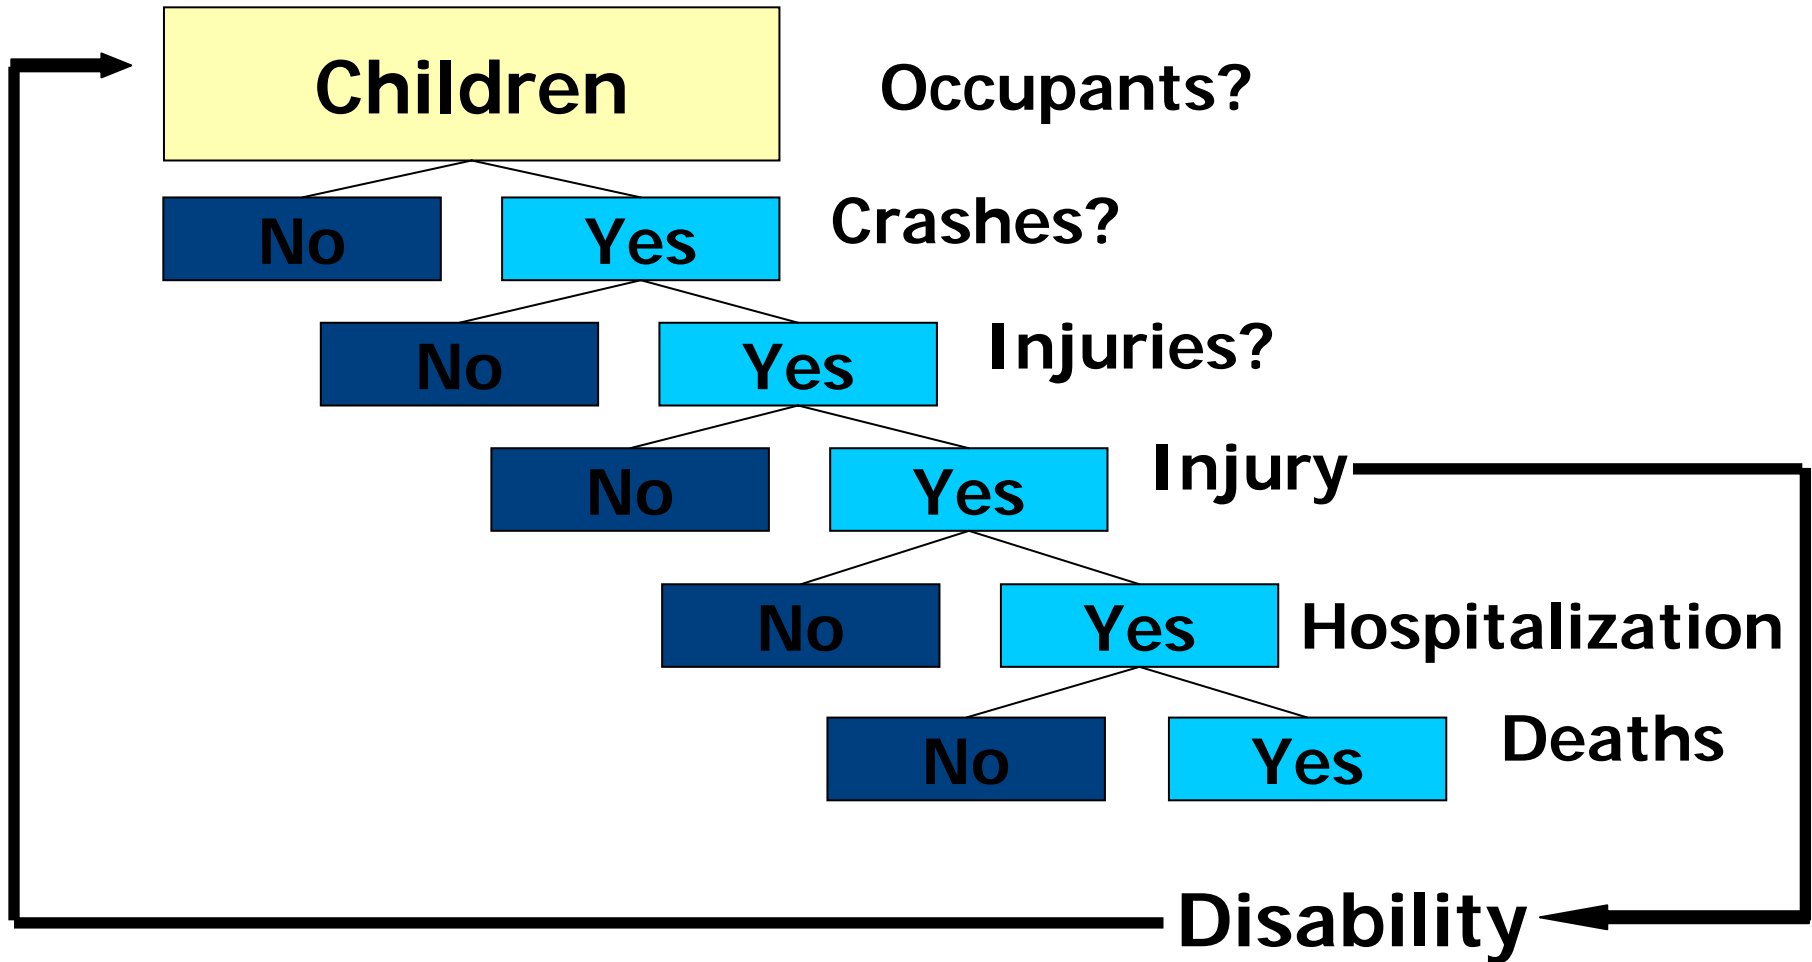 Children
Occupants?
No
Yes
Crashes?
No
Yes
Injuries?
No
Yes
Injury
No
Yes
Hospitalization
No
Yes
Deaths
Disability